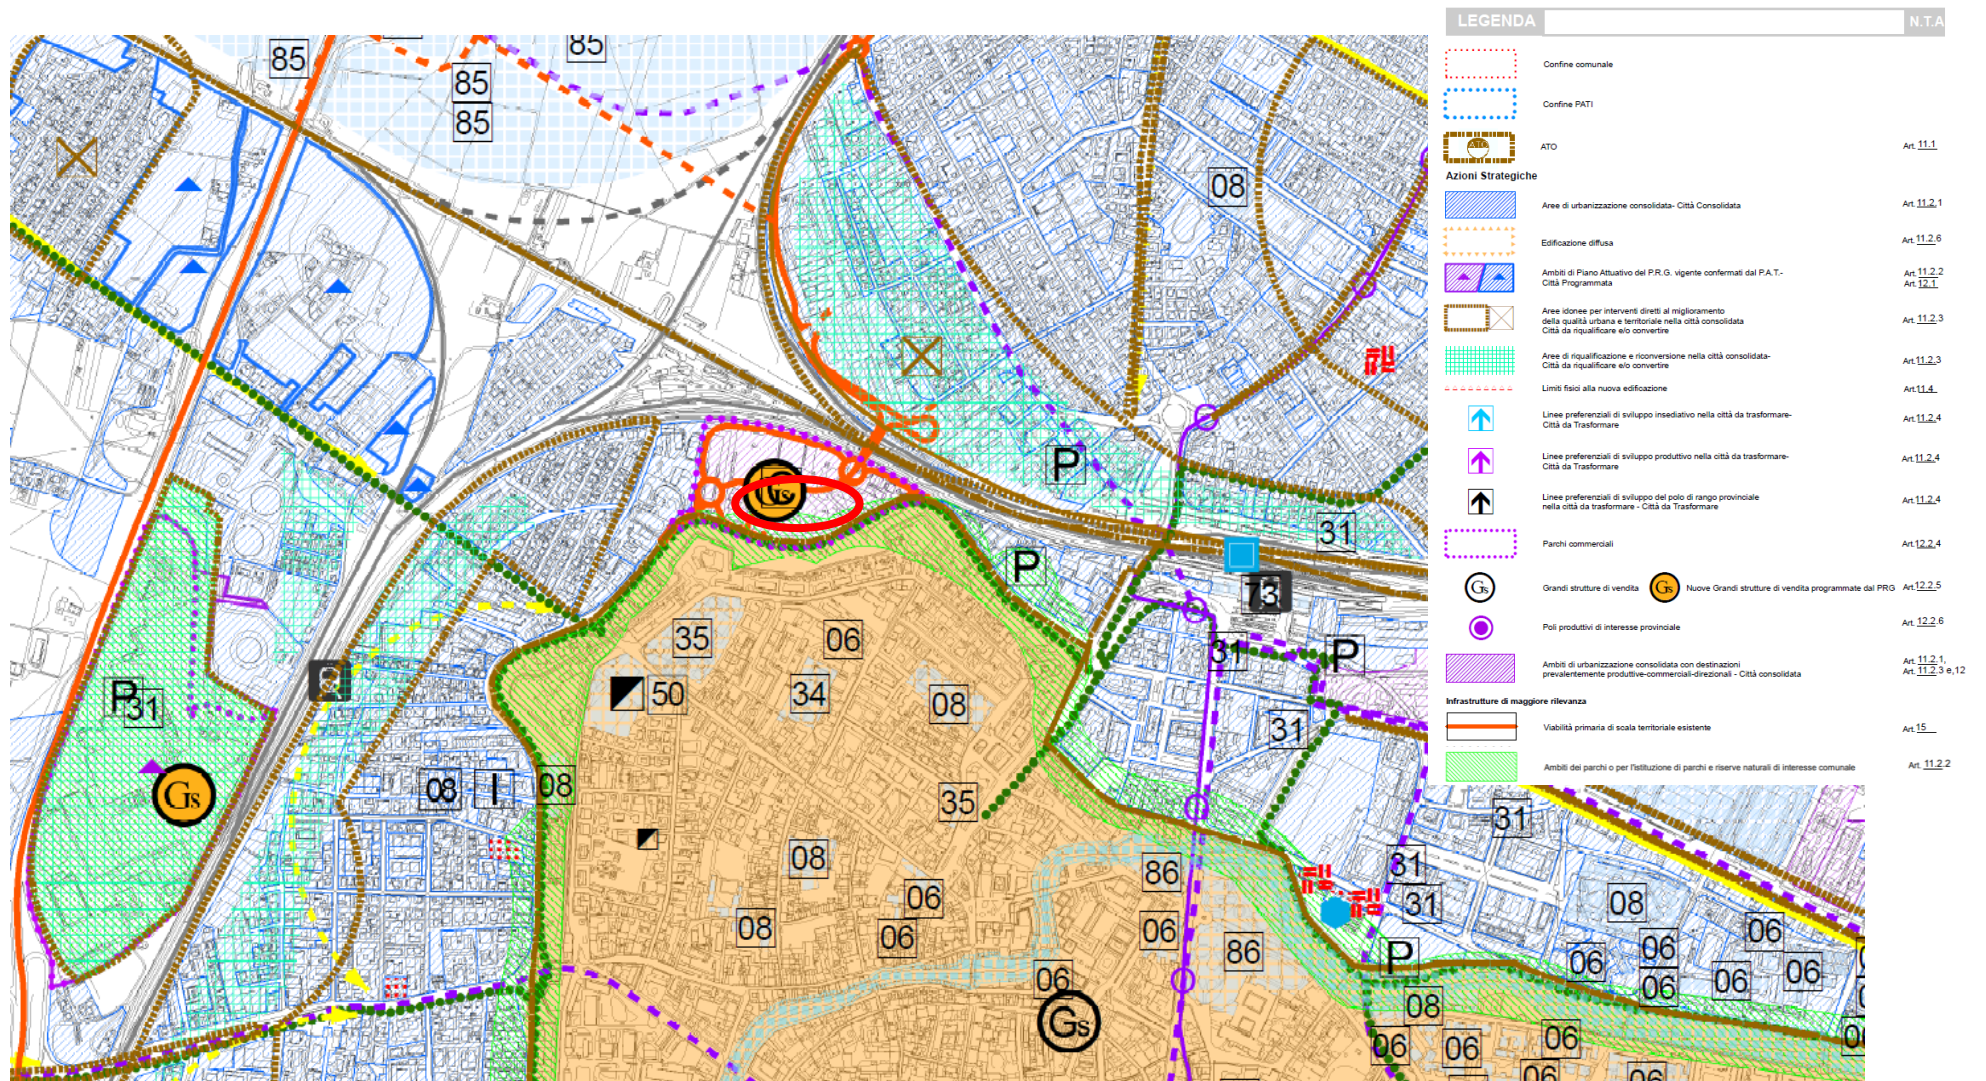 LEGENDA N.T.A
Confine comunale
Confine PATI
ATO
ATO Art. 11.1
Azioni Strategiche
Aree di urbanizzazione consolidata- Città Consolidata Art. 11.2.1
Edificazione diffusa Art. 11.2.6
Ambiti di Piano Attuativo del P.R.G. vigente confermati dal P.A.T.- Art. 11.2.2
Città Programmata Art. 12.1
Aree idonee per interventi diretti al miglioramento
della qualità urbana e territoriale nella città consolidata Art. 11.2.3
Città da riqualificare e/o convertire
Aree di riqualificazione e riconversione nella città consolidata- Art.11.2.3
Città da riqualificare e/o convertire
Limiti fisici alla nuova edificazione Art.11.4
Linee preferenziali di sviluppo insediativo nella città da trasformare- Art.11.2.4
Città da Trasformare
Linee preferenziali di sviluppo produttivo nella città da trasformare- Art.11.2.4
Città da Trasformare
Linee preferenziali di sviluppo del polo di rango provinciale Art.11.2.4
nella città da trasformare - Città da Trasformare
Parchi commerciali Art.12.2.4
Gs Grandi strutture di vendita Gs Nuove Grandi strutture di vendita programmate dal PRG Art.12.2.5
Poli produttivi di interesse provinciale Art. 12.2.6
Ambiti di urbanizzazione consolidata con destinazioni Art. 11.2.1,
prevalentemente produttive-commerciali-direzionali - Città consolidata Art. 11.2.3 e,12
Infrastrutture di maggiore rilevanza
Viabilità primaria di scala territoriale esistente Art.15
Ambiti dei parchi o per l'istituzione di parchi e riserve naturali di interesse comunale Art. 11.2.2
85
85
85
85
08
P
Gs
31
P
73
35
06
31
P
50
34
08
P
31
31
Gs
08
I
08
35
31
08
86
31
06
31
08
08
06
06
86
06
06
06
P
06
06
06
06
06
08
Gs
06
06
06
06
06
06